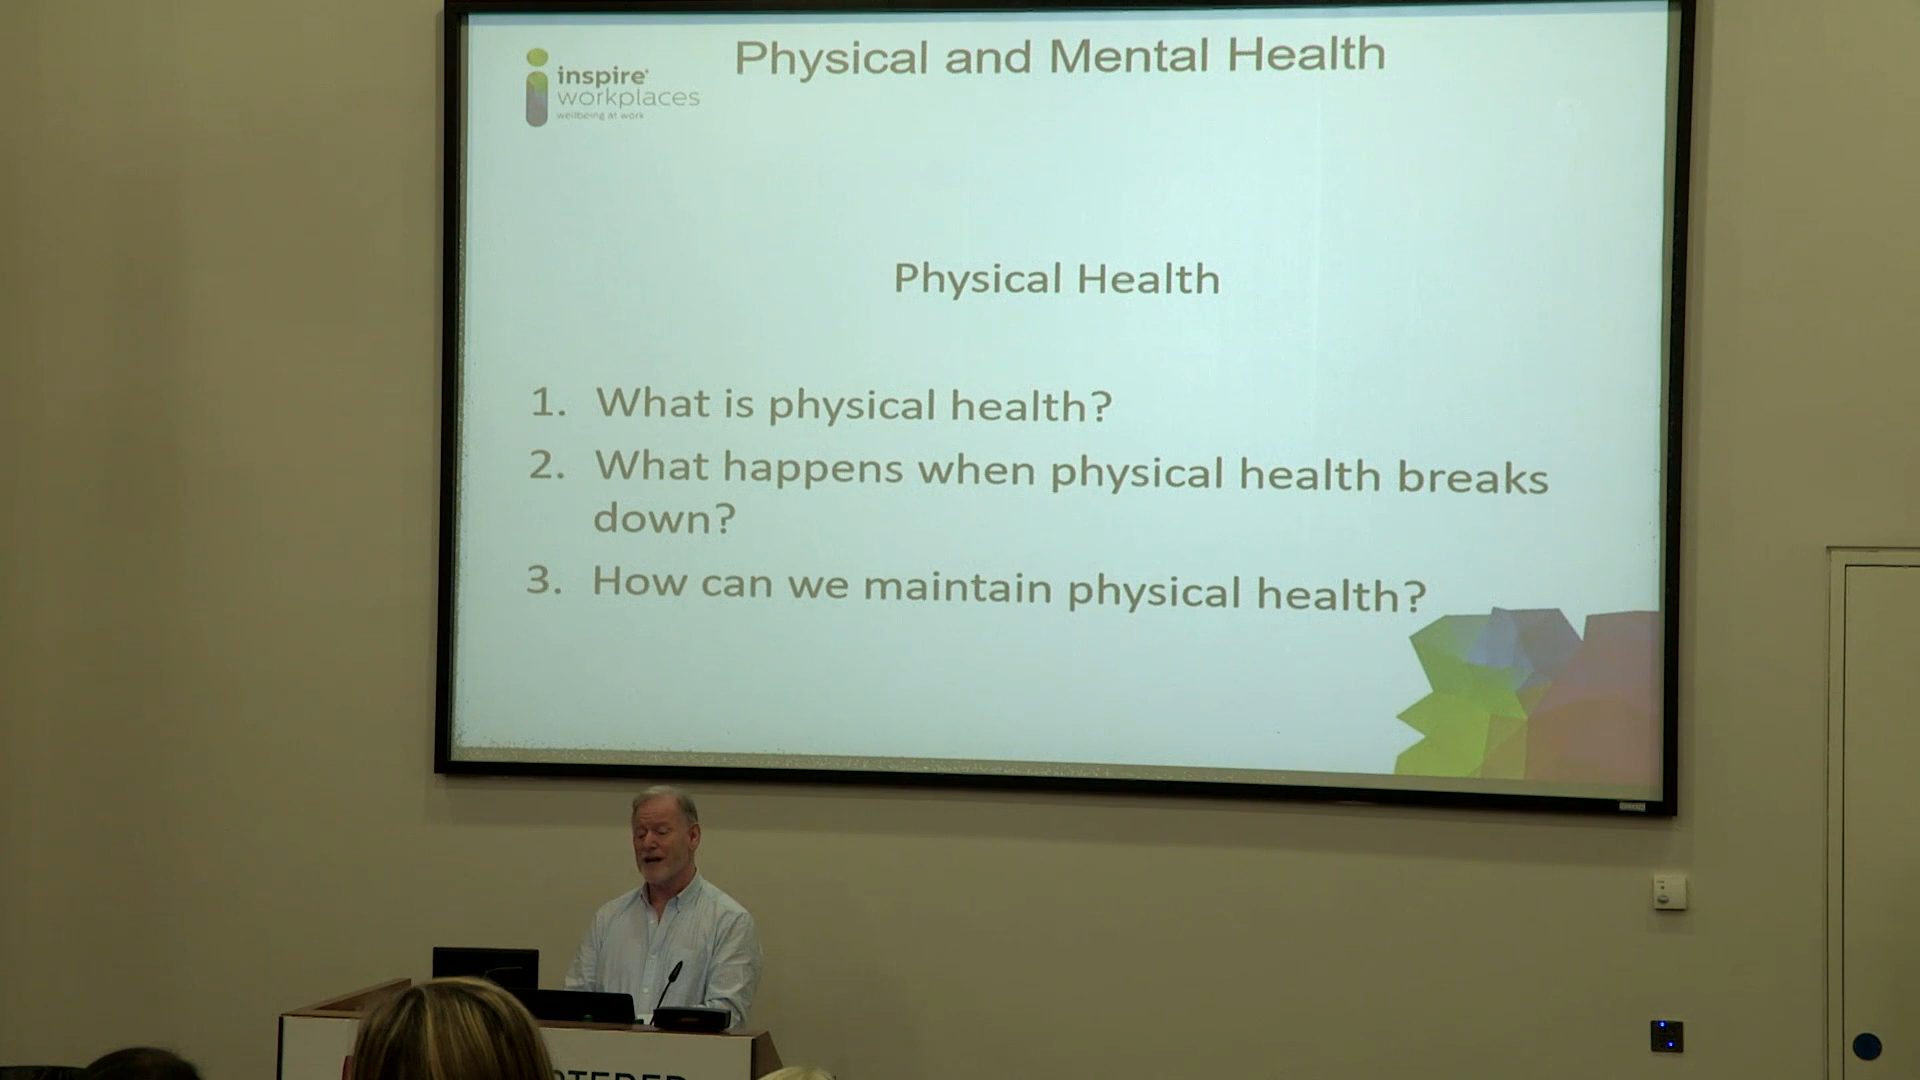 Physical and Mental Health
inspire
workplaces
wellbeing at work
Physical Health
1. What is physical health?
2. What happens when physical health breaks
down?
3. How can we maintain physical health?